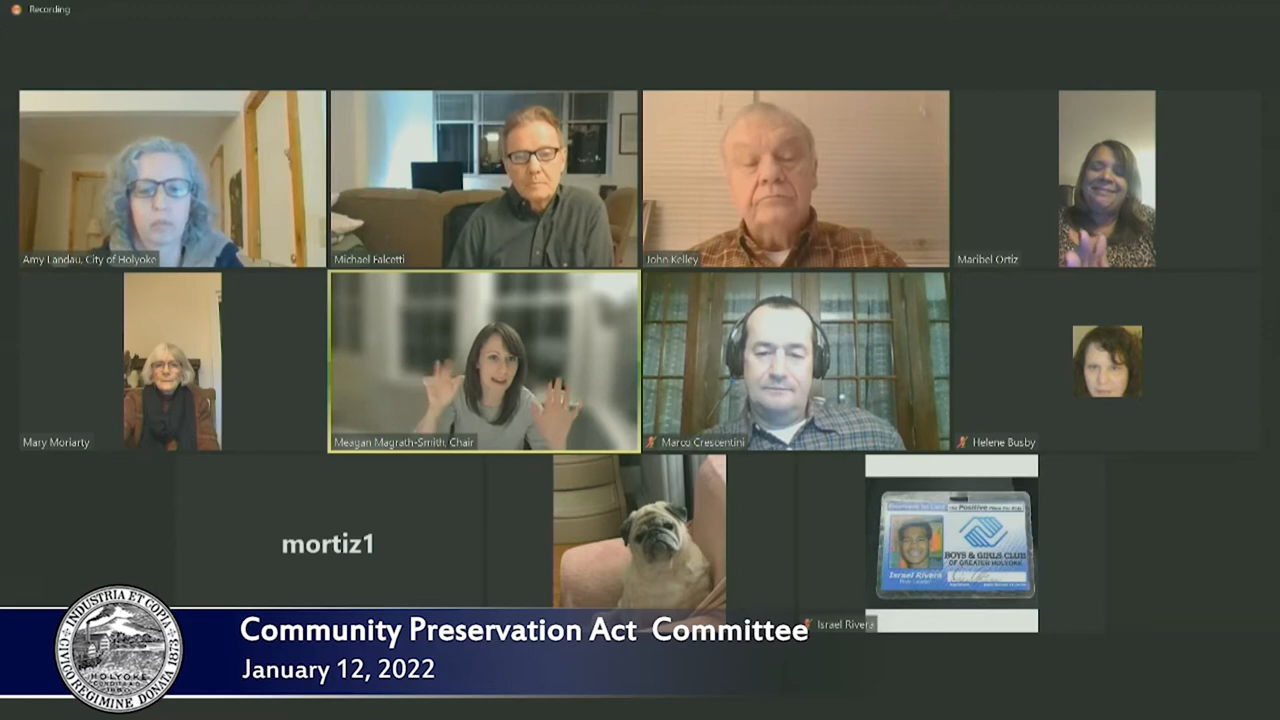 Recording
Amy Landau, City of Holyoke
Michael Falcetti
John Kelley
Maribel Ortiz
Mary Moriarty
Meagan Magrath-Smith, Chair
Marco Crescentini
Helene Busby
mortiz1
BOYS & GIRLS CLUB
OF GREATER HOLYOKE
Israel Rivera
Israel Rivera
INDUSTRIA ET COPIA
HOLYOKE
CIVICO REGIMINE DONATA 1873
Community Preservation Act Committee
January 12, 2022